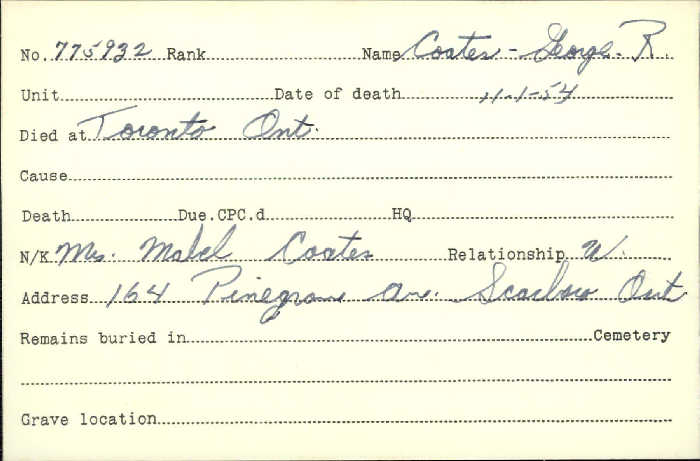 No. 775932 Rank Name Coates - George. R.
Unit Date of death 11-1-54
Died at Toronto Ont.
Cause
Death Due.CPC.d HQ
N/K Mrs. Mabel Coates Relationship W.
Address 164 Pinegrove Av. Scarboro Ont
Remains buried in Cemetery
Grave location